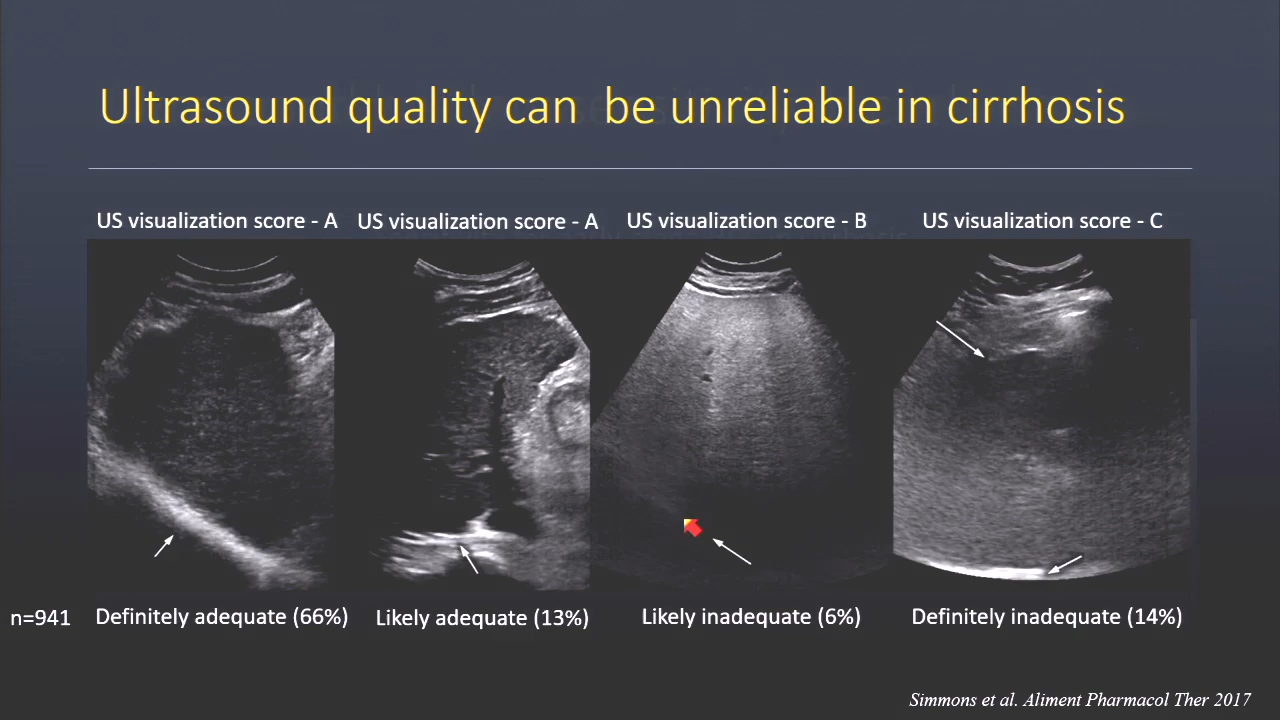 Ultrasound quality can be unreliable in cirrhosis
US visualization score - A
US visualization score - A
US visualization score - B
US visualization score - C
n=941
Definitely adequate (66%)
Likely adequate (13%)
Likely inadequate (6%)
Definitely inadequate (14%)
Simmons et al. Aliment Pharmacol Ther 2017